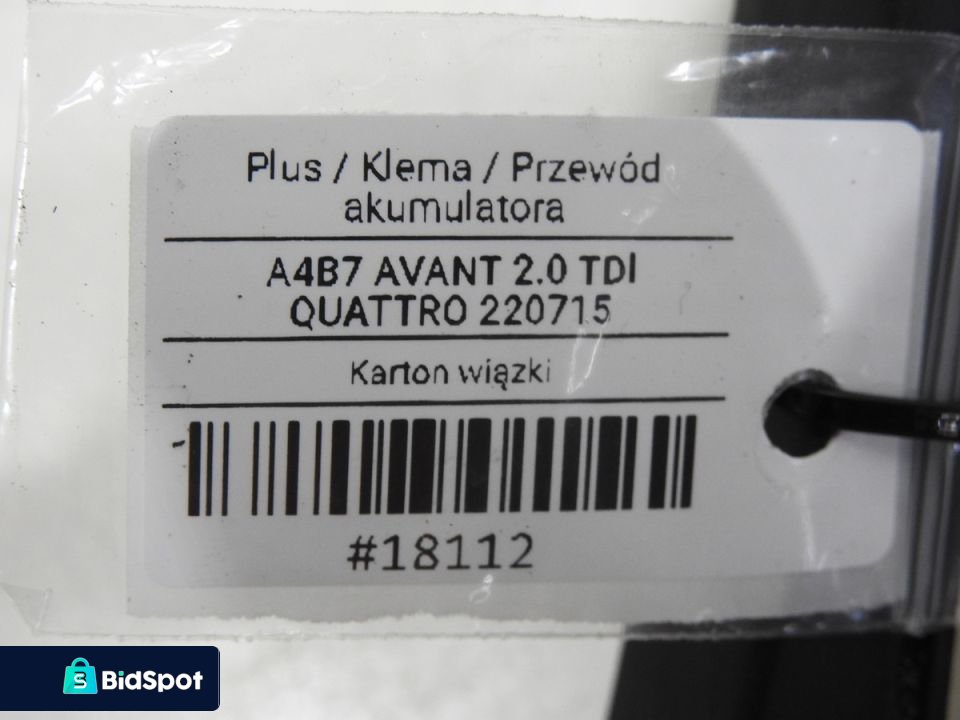 Plus / Klema / Przewód
akumulatora
A4B7 AVANT 2.0 TDI
QUATTRO 220715
Karton wiązki
#18112
BidSpot